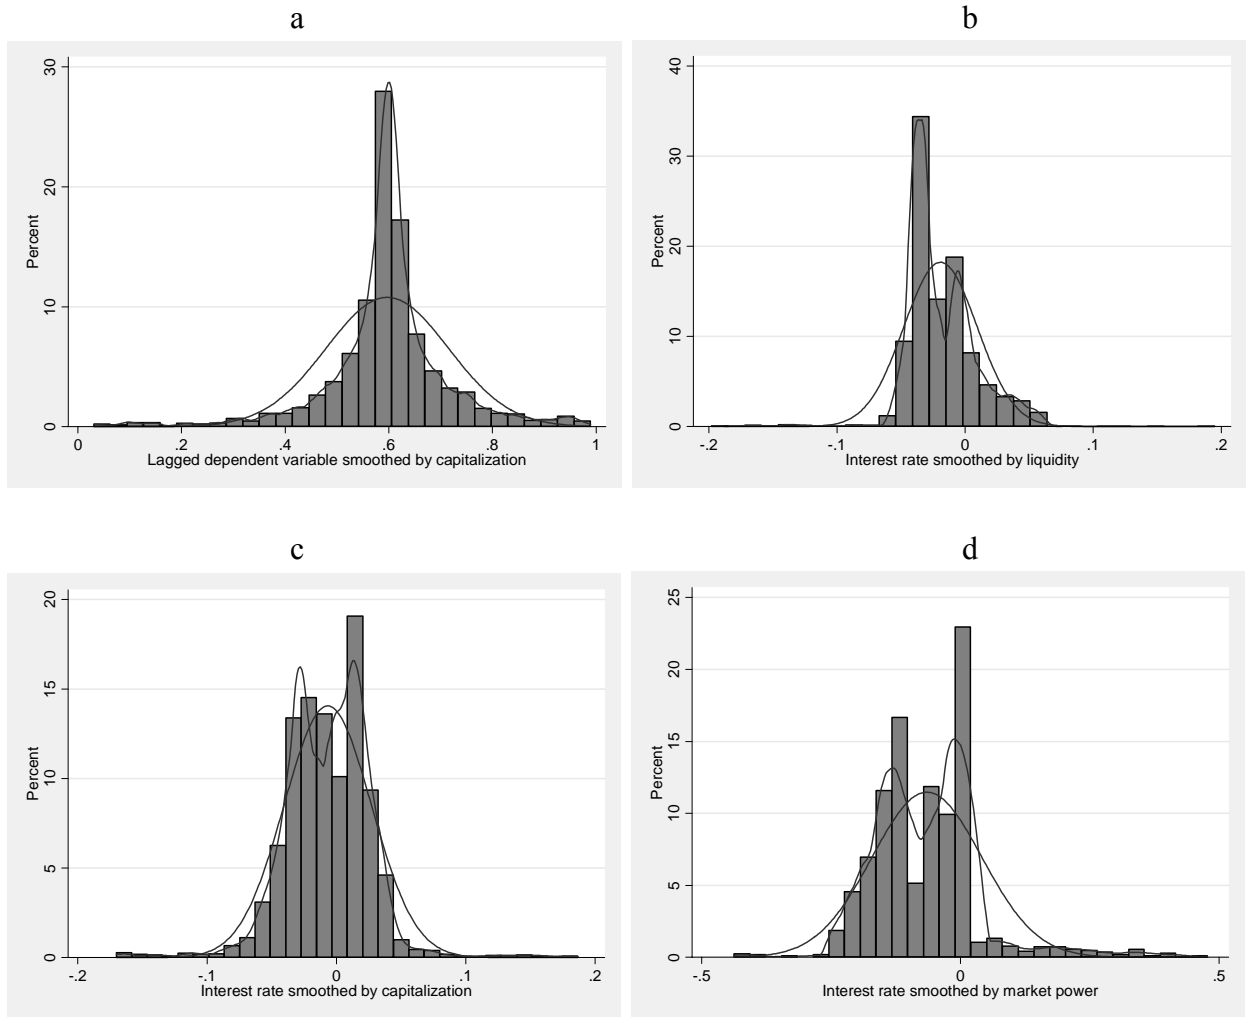 a
b
30
20
10
0
Percent
0 .2 .4 .6 .8 1
Lagged dependent variable smoothed by capitalization
40
30
20
10
0
Percent
-.2 -.1 0 .1 .2
Interest rate smoothed by liquidity
c
d
20
15
10
5
0
Percent
-.2 -.1 0 .1 .2
Interest rate smoothed by capitalization
25
20
15
10
5
0
Percent
-.5 0 .5
Interest rate smoothed by market power